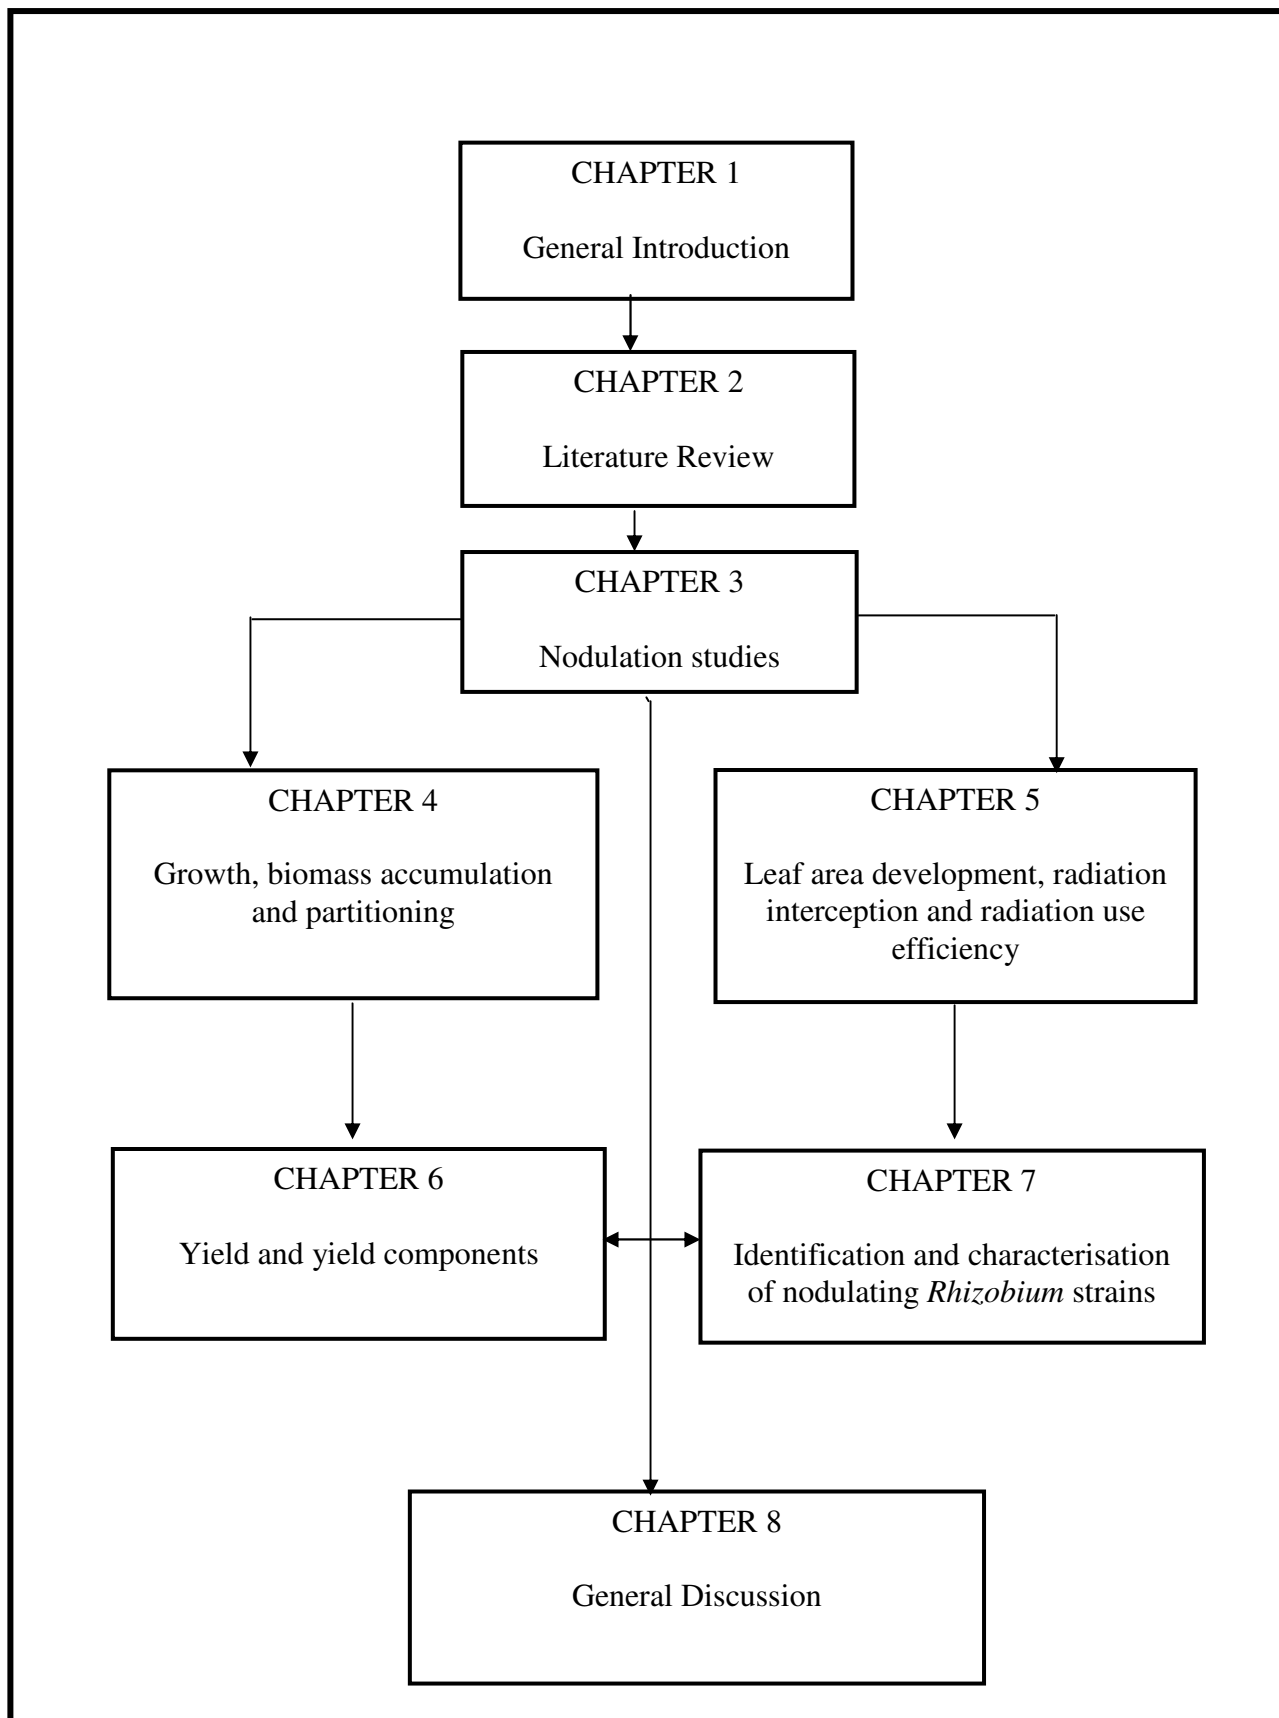 CHAPTER 1
General Introduction
CHAPTER 2
Literature Review
CHAPTER 3
Nodulation studies
CHAPTER 4
Growth, biomass accumulation
and partitioning
CHAPTER 5
Leaf area development, radiation
interception and radiation use
efficiency
CHAPTER 6
Yield and yield components
CHAPTER 7
Identification and characterisation
of nodulating Rhizobium strains
CHAPTER 8
General Discussion